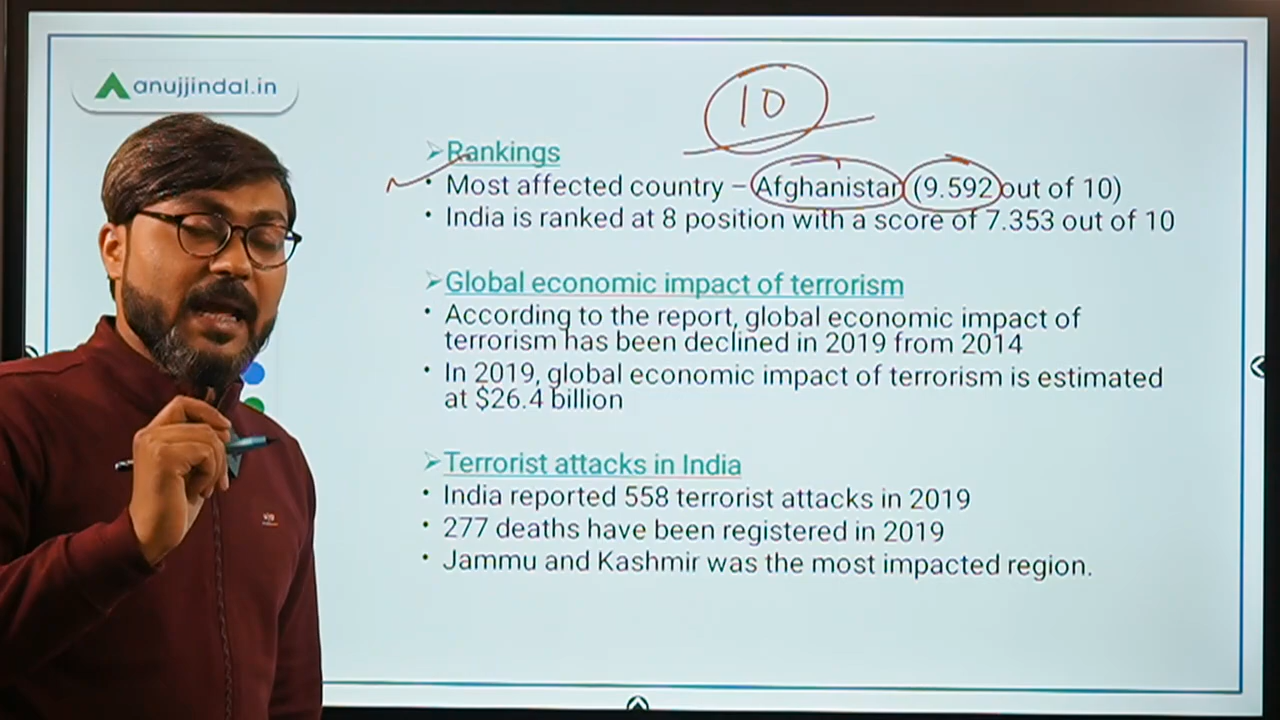 anujjindal.in
10
Rankings
Most affected country – Afghanistan (9.592 out of 10)
India is ranked at 8 position with a score of 7.353 out of 10
Global economic impact of terrorism
According to the report, global economic impact of
terrorism has been declined in 2019 from 2014
In 2019, global economic impact of terrorism is estimated
at $26.4 billion
Terrorist attacks in India
India reported 558 terrorist attacks in 2019
277 deaths have been registered in 2019
Jammu and Kashmir was the most impacted region.